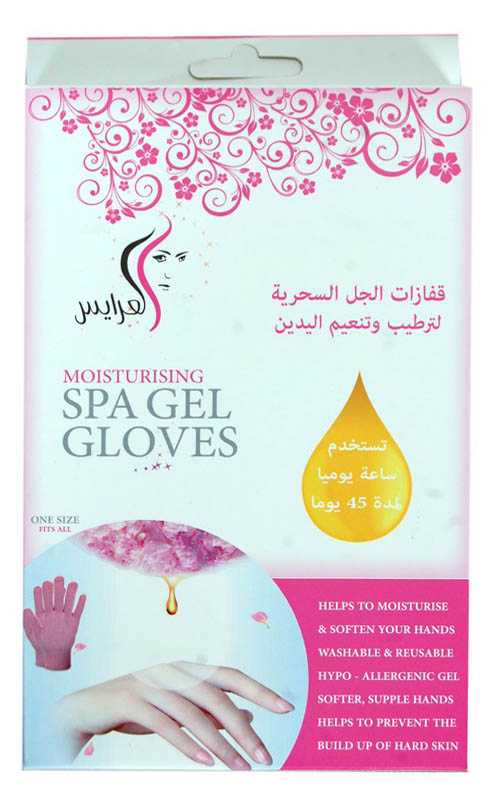 العرايس
قفازات الجل السحرية
لترطيب وتنعيم اليدين
MOISTURISING
SPA GEL
GLOVES
تستخدم
ساعة يوميا
لمدة 45 يوما
ONE SIZE
FITS ALL
HELPS TO MOISTURISE
& SOFTEN YOUR HANDS
WASHABLE & REUSABLE
HYPO - ALLERGENIC GEL
SOFTER, SUPPLE HANDS
HELPS TO PREVENT THE
BUILD UP OF HARD SKIN